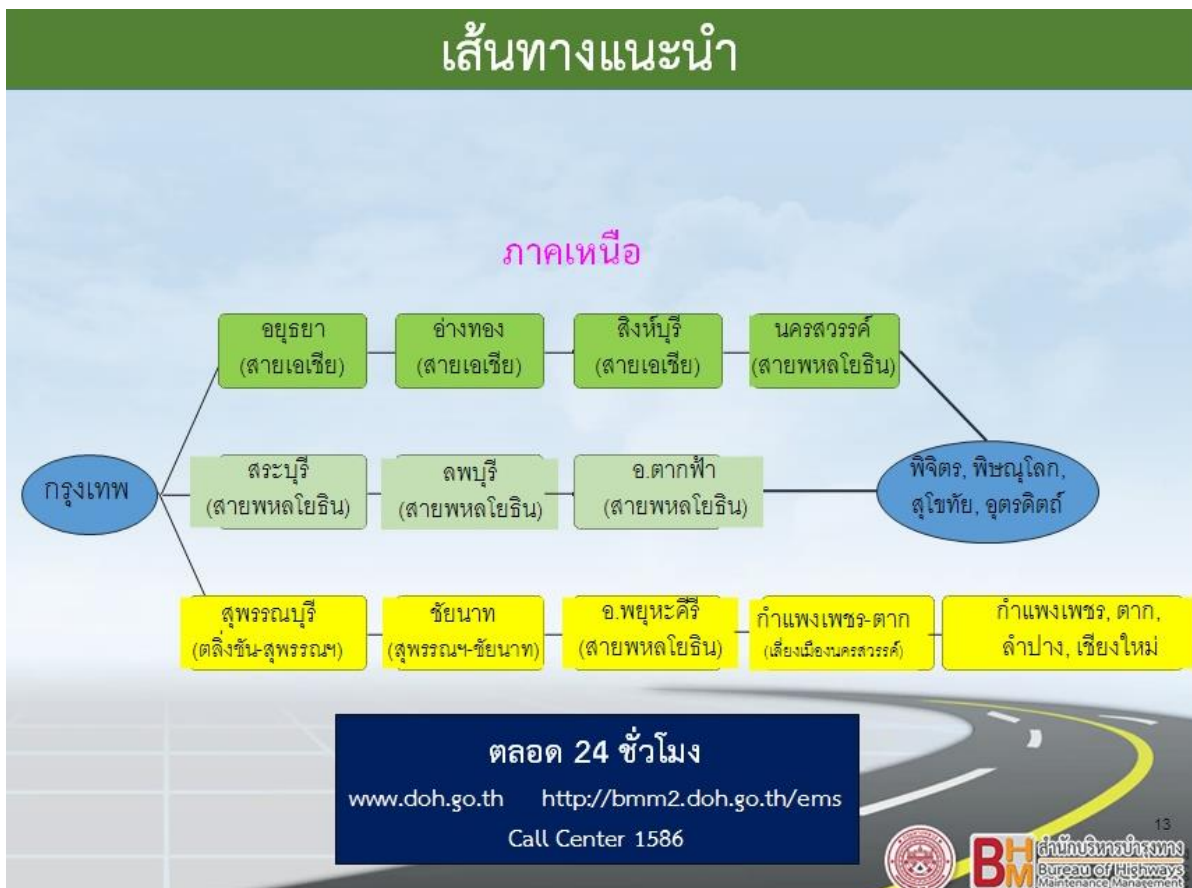 เส้นทางแนะนำ
ภาคเหนือ
อยุธยา
(สายเอเชีย)
อ่างทอง
(สายเอเชีย)
สิงห์บุรี
(สายเอเชีย)
นครสวรรค์
(สายพหลโยธิน)
กรุงเทพ
สระบุรี
(สายพหลโยธิน)
ลพบุรี
(สายพหลโยธิน)
อ.ตากฟ้า
(สายพหลโยธิน)
พิจิตร, พิษณุโลก,
สุโขทัย, อุตรดิตถ์
สุพรรณบุรี
(ตลิ่งชัน-สุพรรณฯ)
ชัยนาท
(สุพรรณฯ-ชัยนาท)
อ.พยุหะคีรี
(สายพหลโยธิน)
กำแพงเพชร-ตาก
(เลี่ยงเมืองนครสวรรค์)
กำแพงเพชร, ตาก,
ลำปาง, เชียงใหม่
ตลอด 24 ชั่วโมง
www.doh.go.th http://bmm2.doh.go.th/ems
Call Center 1586
13
BHM
สำนักบริหารบำรุงทาง
Bureau of Highways
Maintenance Management